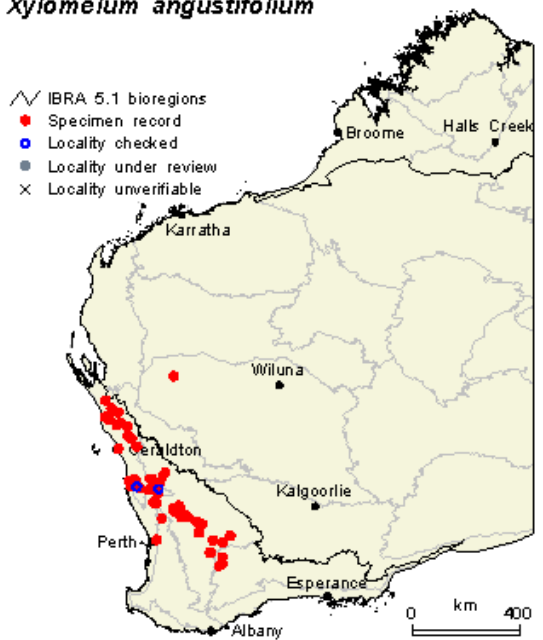 Xylomelum angustifolium
IBRA 5.1 bioregions
Specimen record
Locality checked
Locality under review
Locality unverifiable
Broome
Halls Creek
Karratha
Wiluna
Geraldton
Kalgoorlie
Perth
Esperance
Albany
km
0 400